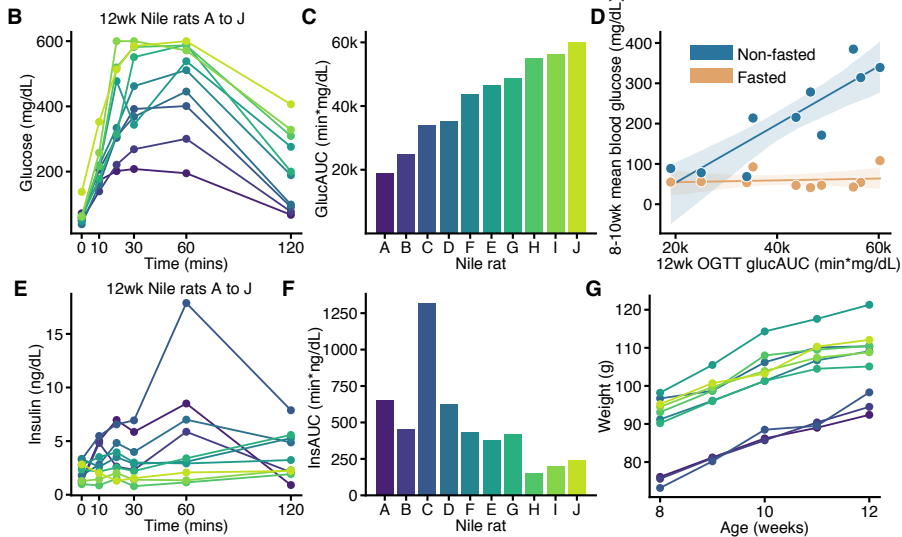 B
12wk Nile rats A to J
Glucose (mg/dL)
600
400
200
0 10 30 60 120
Time (mins)
C
GlucAUC (min*mg/dL)
60k
40k
20k
A B C D F E G H I J
Nile rat
D
8-10wk mean blood glucose (mg/dL)
400
300
200
100
0
Non-fasted
Fasted
20k 40k 60k
12wk OGTT glucAUC (min*mg/dL)
E
12wk Nile rats A to J
Insulin (ng/dL)
15
10
5
0
0 10 30 60 120
Time (mins)
F
InsAUC (min*ng/dL)
1250
1000
750
500
250
0
A B C D F E G H I J
Nile rat
G
Weight (g)
120
110
100
90
80
8 10 12
Age (weeks)